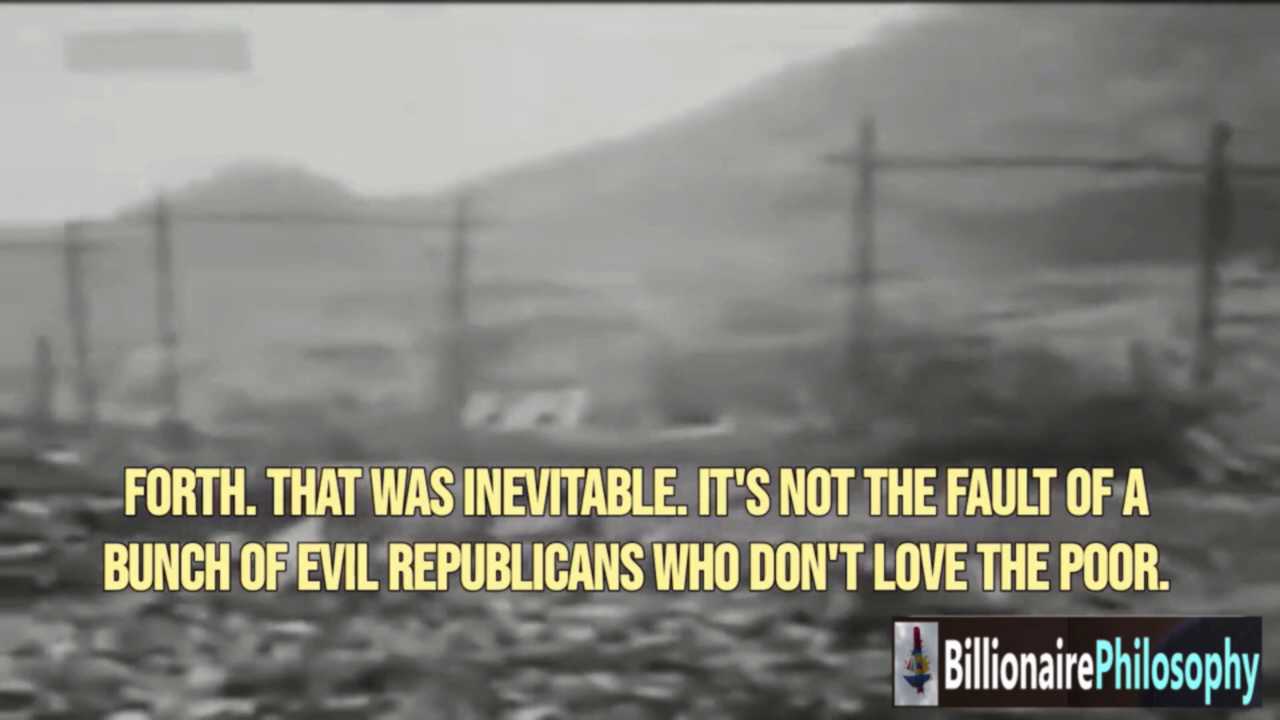 FORTH. THAT WAS INEVITABLE. IT'S NOT THE FAULT OF A
BUNCH OF EVIL REPUBLICANS WHO DON'T LOVE THE POOR.
BillionairePhilosophy